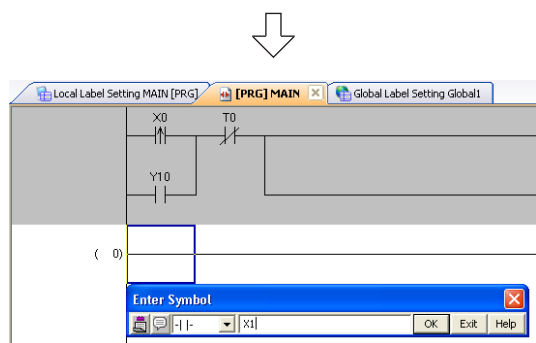 Local Label Setting MAIN [PRG] [PRG] MAIN Global Label Setting Global1
X0 T0
Y10
( 0)
Enter Symbol
-| |- X1 OK Exit Help